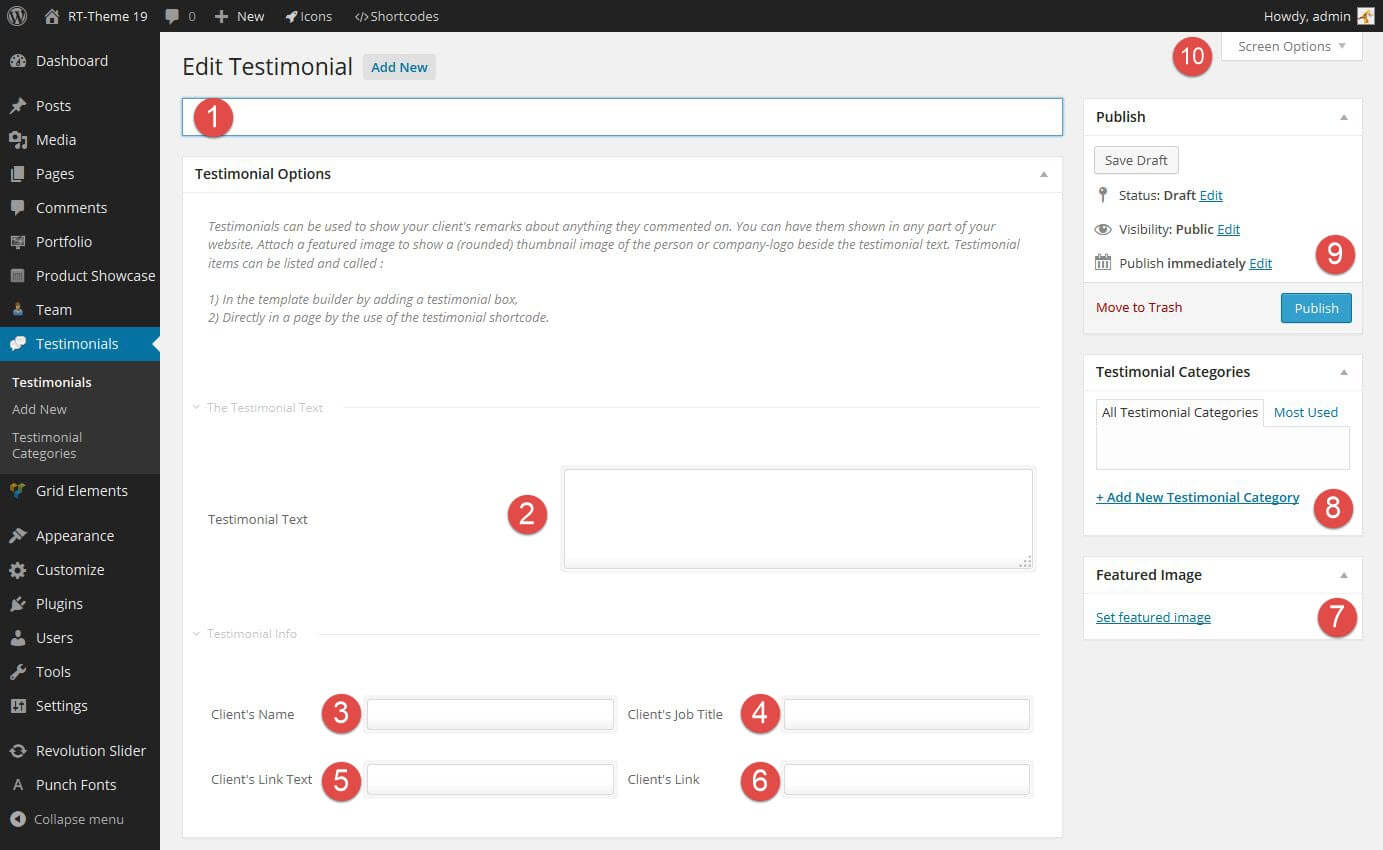 RT-Theme 19
0
New
Icons
</>Shortcodes
Howdy, admin
Dashboard
Posts
Media
Pages
Comments
Portfolio
Product Showcase
Team
Testimonials
Testimonials
Add New
Testimonial
Categories
Grid Elements
Appearance
Customize
Plugins
Users
Tools
Settings
Revolution Slider
A Punch Fonts
Collapse menu
10
Screen Options
Edit Testimonial
Add New
1
Testimonial Options
Testimonials can be used to show your client's remarks about anything they commented on. You can have them shown in any part of your
website. Attach a featured image to show a (rounded) thumbnail image of the person or company-logo beside the testimonial text. Testimonial
items can be listed and called :
1) In the template builder by adding a testimonial box,
2) Directly in a page by the use of the testimonial shortcode.
The Testimonial Text
Testimonial Text
2
Testimonial Info
Client's Name
3
Client's Job Title
4
Client's Link Text
5
Client's Link
6
Publish
Save Draft
Status: Draft Edit
Visibility: Public Edit
Publish immediately Edit
9
Move to Trash
Publish
Testimonial Categories
All Testimonial Categories
Most Used
+ Add New Testimonial Category
8
Featured Image
Set featured image
7